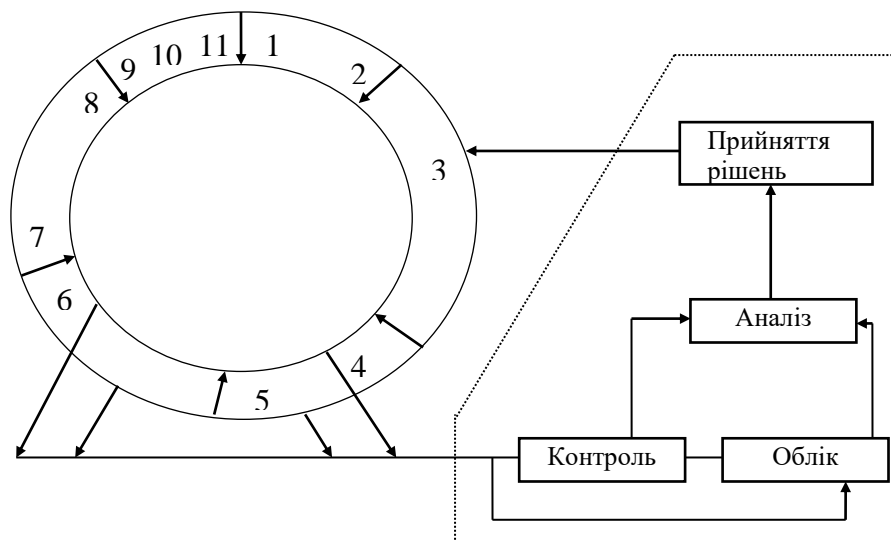 9 10 11 1
8
2
3
Прийняття
рішень
7
6
Аналіз
4
5
Контроль
Облік